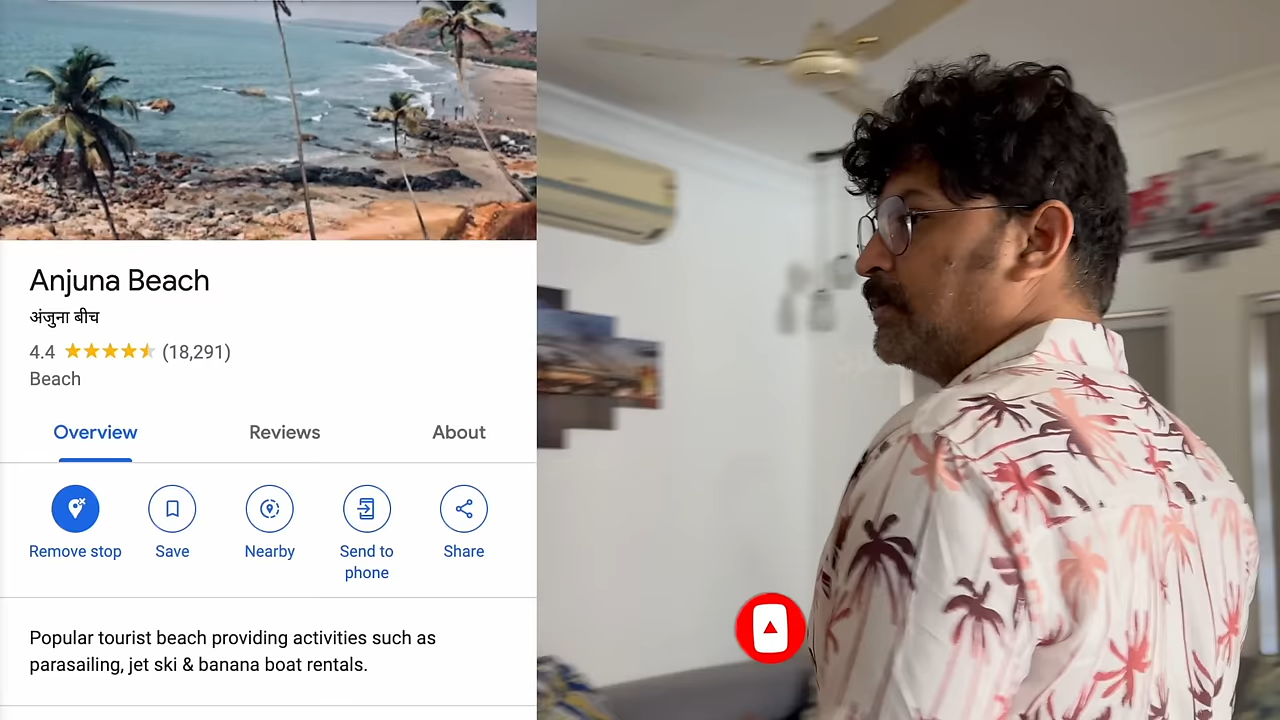 Anjuna Beach
अंजुना बीच
4.4 (18,291)
Beach
Overview Reviews About
Remove stop Save Nearby Send to phone Share
Popular tourist beach providing activities such as
parasailing, jet ski & banana boat rentals.